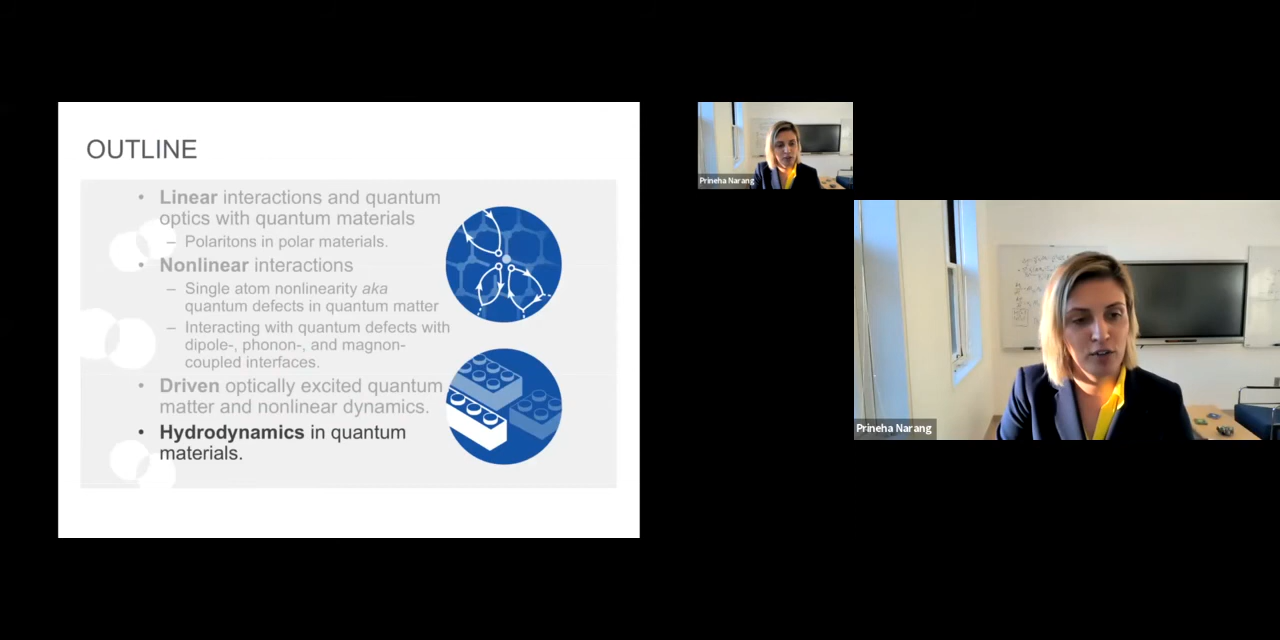 OUTLINE
• Linear interactions and quantum
optics with quantum materials
– Polaritons in polar materials.
• Nonlinear interactions
– Single atom nonlinearity aka
quantum defects in quantum matter
– Interacting with quantum defects with
dipole-, phonon-, and magnon-
coupled interfaces.
• Driven optically excited quantum
matter and nonlinear dynamics.
• Hydrodynamics in quantum
materials.
Prineha Narang
Prineha Narang